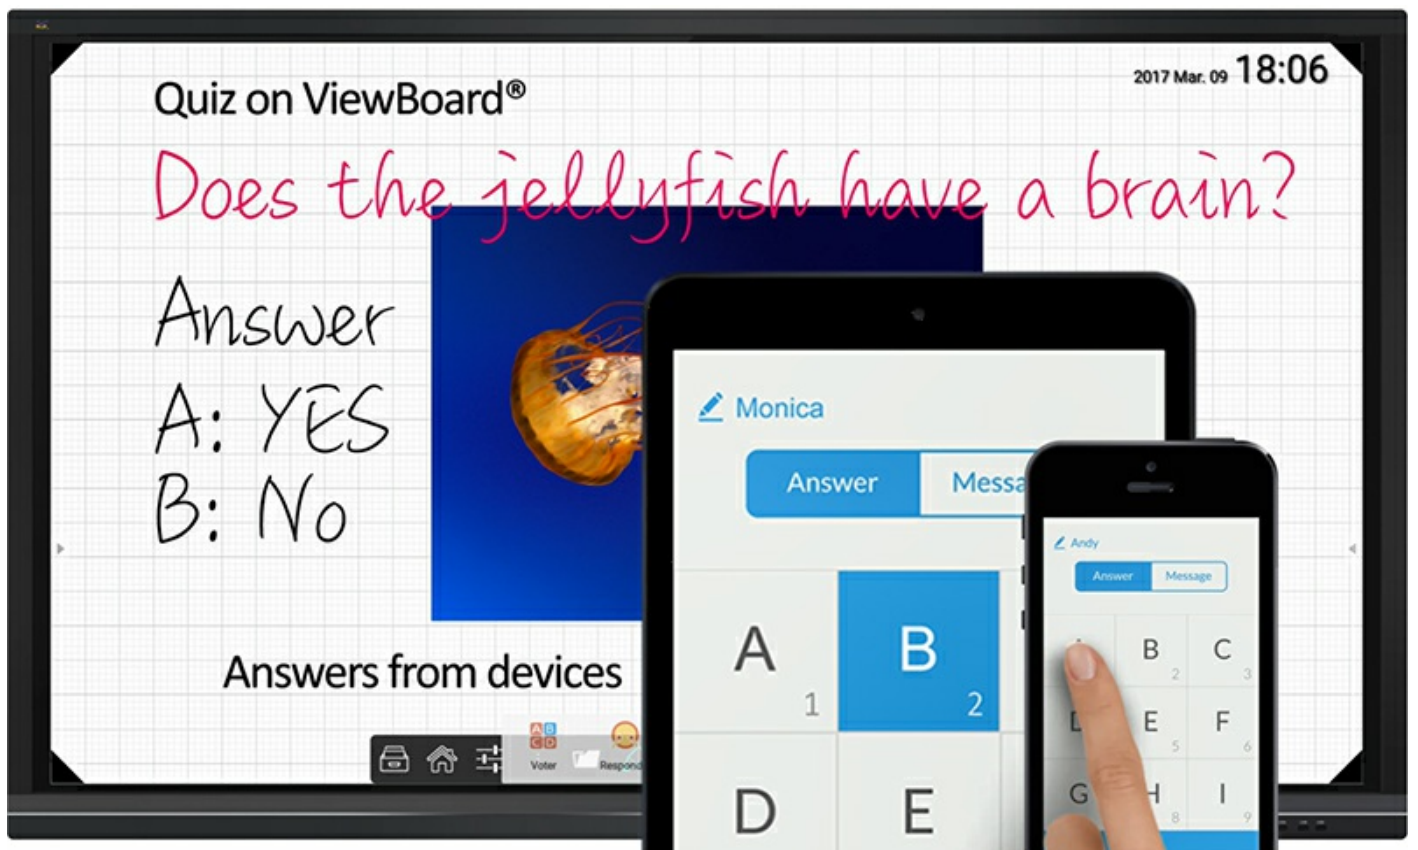 2017 Mar. 09 18:06
Quiz on ViewBoard®
Does the jellyfish have a brain?
Answer
A: YES
B: No
Answers from devices
Voter
Monica
Answer
A 1
B 2
D
E
Andy
Answer Message
B 2
C 3
E 5
F 6
G
H 8
I 9